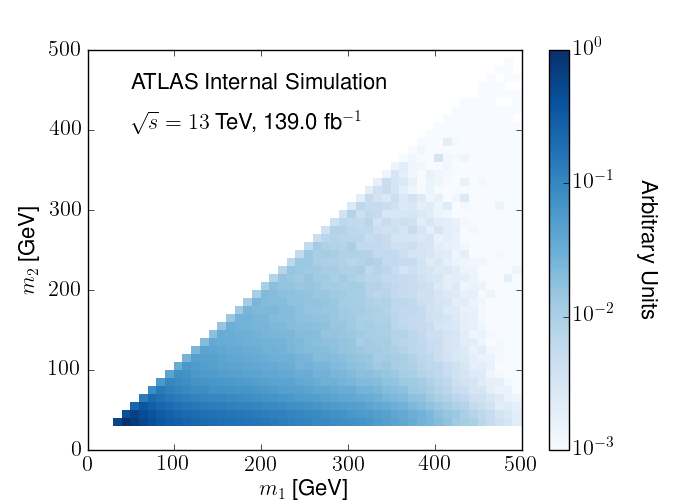 ATLAS Internal Simulation
√s = 13 TeV, 139.0 fb⁻¹
500
400
300
200
100
0
m₂ [GeV]
0 100 200 300 400 500
m₁ [GeV]
10⁰
10⁻¹
10⁻²
10⁻³
Arbitrary Units